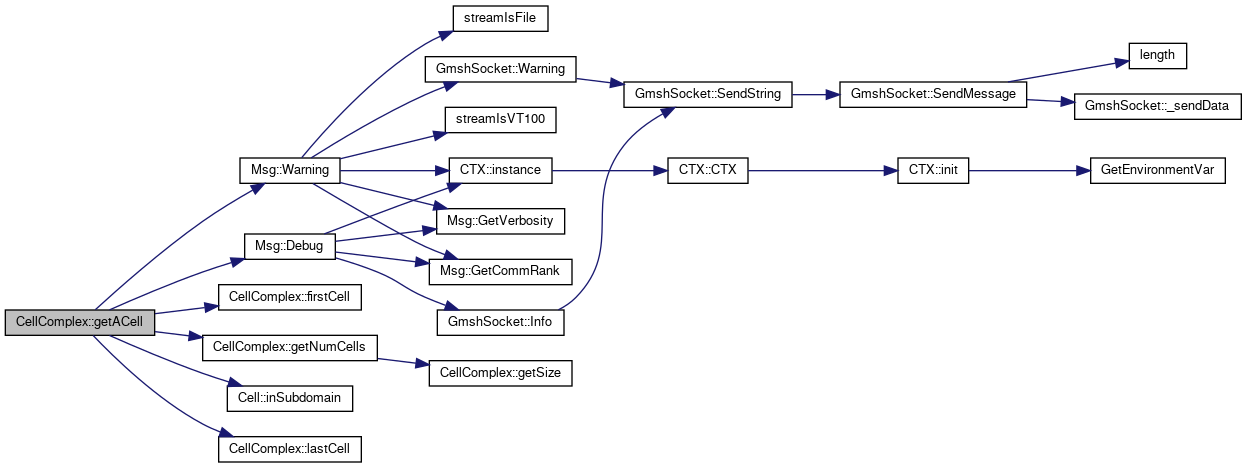 streamIsFile
length
GmshSocket::Warning
GmshSocket::SendString
GmshSocket::SendMessage
GmshSocket::_sendData
streamIsVT100
Msg::Warning
CTX::instance
CTX::CTX
CTX::init
GetEnvironmentVar
Msg::GetVerbosity
Msg::Debug
Msg::GetCommRank
CellComplex::firstCell
CellComplex::getACell
GmshSocket::Info
CellComplex::getNumCells
CellComplex::getSize
Cell::inSubdomain
CellComplex::lastCell